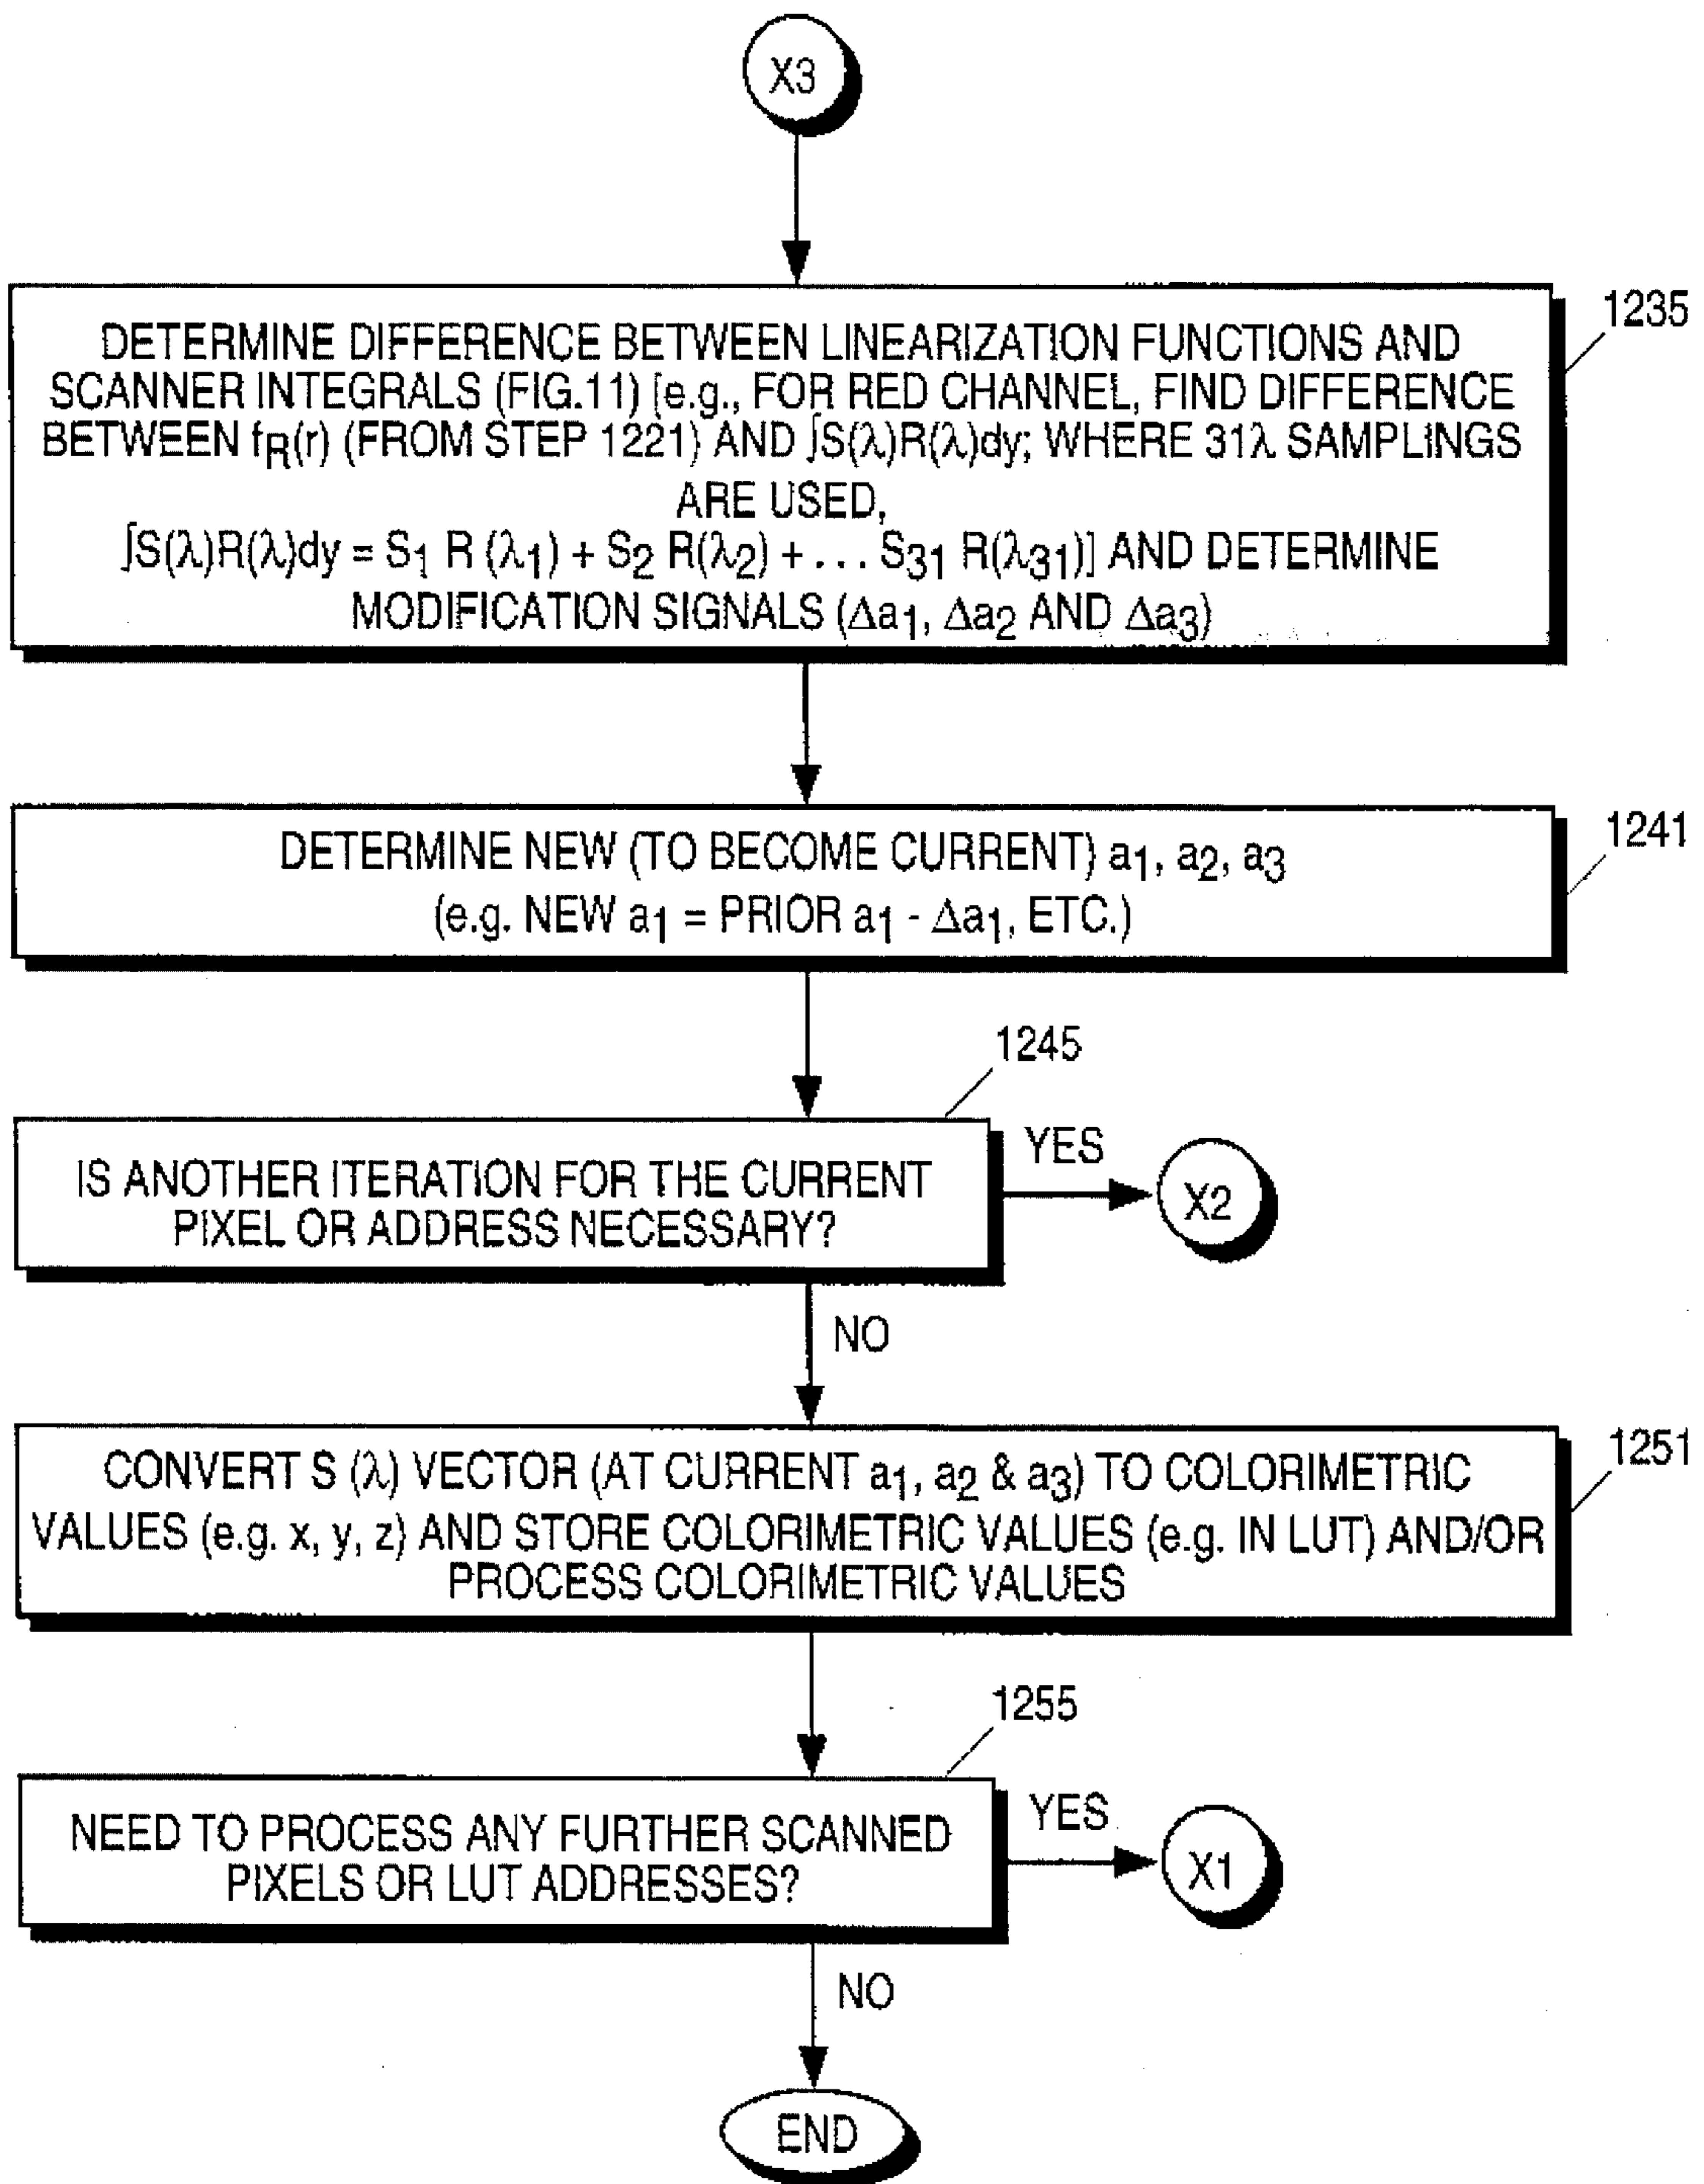 X3
1235
DETERMINE DIFFERENCE BETWEEN LINEARIZATION FUNCTIONS AND
SCANNER INTEGRALS (FIG.11) [e.g., FOR RED CHANNEL, FIND DIFFERENCE
BETWEEN f_R(r) (FROM STEP 1221) AND ∫S(λ)R(λ)dy; WHERE 31λ SAMPLINGS
ARE USED,
∫S(λ)R(λ)dy = S₁ R (λ₁) + S₂ R(λ₂) + ... S₃₁ R(λ₃₁)] AND DETERMINE
MODIFICATION SIGNALS (Δa₁, Δa₂ AND Δa₃)
1241
DETERMINE NEW (TO BECOME CURRENT) a₁, a₂, a₃
(e.g. NEW a₁ = PRIOR a₁ - Δa₁, ETC.)
1245
IS ANOTHER ITERATION FOR THE CURRENT
PIXEL OR ADDRESS NECESSARY?
YES
X2
NO
1251
CONVERT S (λ) VECTOR (AT CURRENT a₁, a₂ & a₃) TO COLORIMETRIC
VALUES (e.g. x, y, z) AND STORE COLORIMETRIC VALUES (e.g. IN LUT) AND/OR
PROCESS COLORIMETRIC VALUES
1255
NEED TO PROCESS ANY FURTHER SCANNED
PIXELS OR LUT ADDRESSES?
YES
X1
NO
END